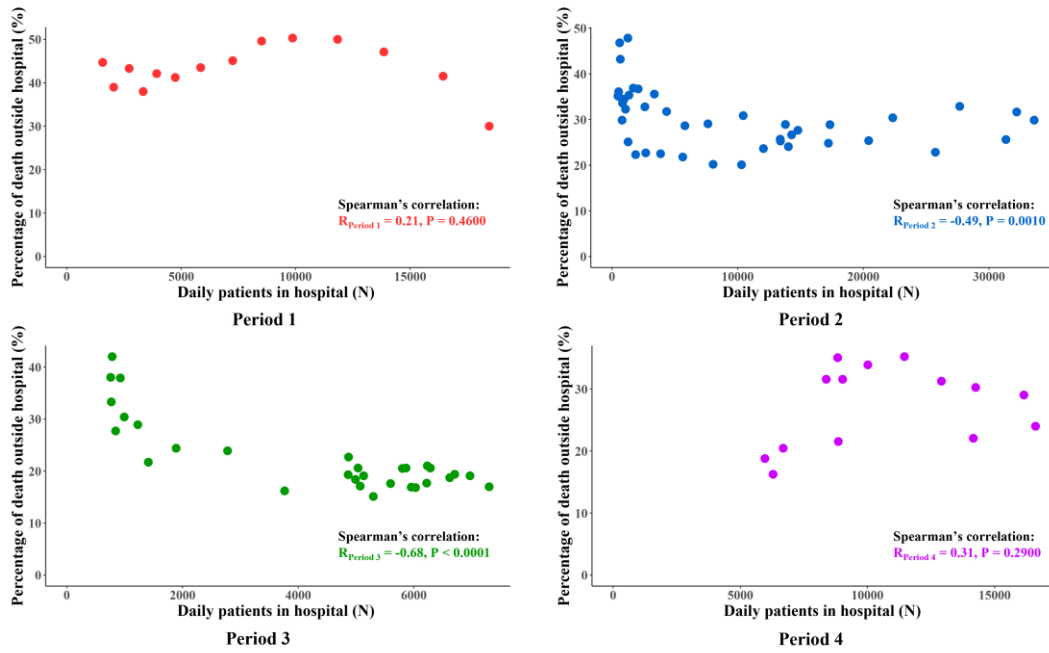 Percentage of death outside hospital (%)
50
40
30
20
10
0
Spearman’s correlation:
R_Period 1 = 0.21, P = 0.4600
0
5000
10000
15000
Daily patients in hospital (N)
Period 1
Percentage of death outside hospital (%)
50
40
30
20
10
0
Spearman’s correlation:
R_Period 2 = -0.49, P = 0.0010
0
10000
20000
30000
Daily patients in hospital (N)
Period 2
Percentage of death outside hospital (%)
40
30
20
10
0
Spearman’s correlation:
R_Period 3 = -0.68, P < 0.0001
0
2000
4000
6000
Daily patients in hospital (N)
Period 3
Percentage of death outside hospital (%)
30
20
10
0
Spearman’s correlation:
R_Period 4 = 0.31, P = 0.2900
0
5000
10000
15000
Daily patients in hospital (N)
Period 4